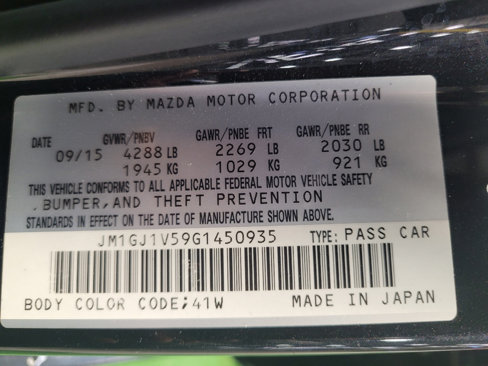 MFD. BY MAZDA MOTOR CORPORATION
DATE GVWR/PNBV GAWR/PNBE FRT GAWR/PNBE RR
09/15 4288 LB 2269 LB 2030 LB
1945 KG 1029 KG 921 KG
THIS VEHICLE CONFORMS TO ALL APPLICABLE FEDERAL MOTOR VEHICLE SAFETY
,BUMPER,AND THEFT PREVENTION
STANDARDS IN EFFECT ON THE DATE OF MANUFACTURE SHOWN ABOVE.
JM1GJ1V59G1450935 TYPE: PASS CAR
BODY COLOR CODE;41W MADE IN JAPAN